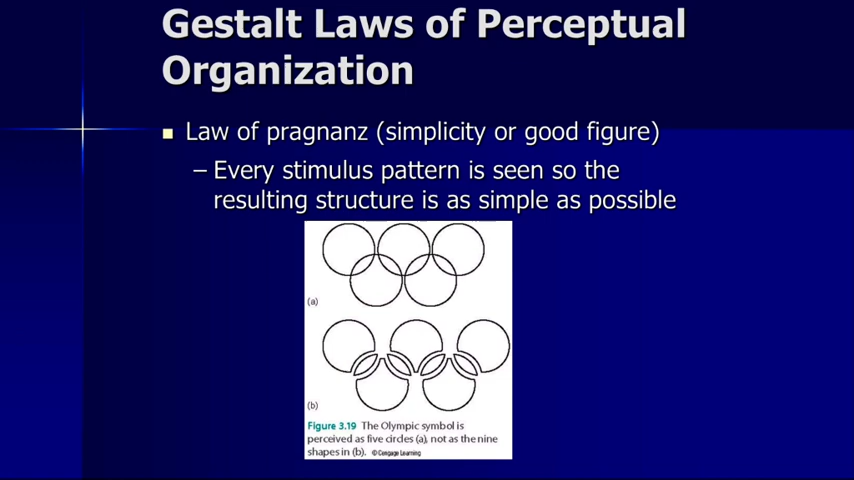 Gestalt Laws of Perceptual
Organization
Law of pragnanz (simplicity or good figure)
– Every stimulus pattern is seen so the
resulting structure is as simple as possible
(a)
(b)
Figure 3.19 The Olympic symbol is
perceived as five circles (a), not as the nine
shapes in (b). © Cengage Learning